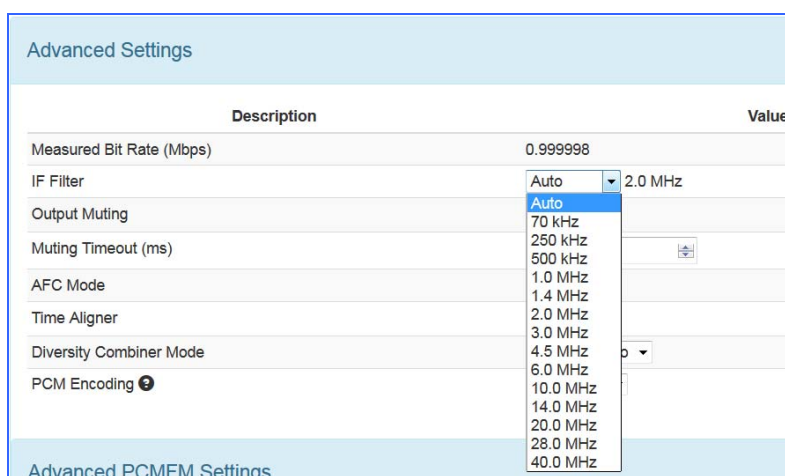 Advanced Settings
Description Value
Measured Bit Rate (Mbps) 0.999998
IF Filter Auto 2.0 MHz
Auto
Output Muting
70 kHz
250 kHz
Muting Timeout (ms)
500 kHz
1.0 MHz
AFC Mode
1.4 MHz
2.0 MHz
Time Aligner
3.0 MHz
Diversity Combiner Mode 4.5 MHz o
6.0 MHz
PCM Encoding ?
10.0 MHz
14.0 MHz
20.0 MHz
28.0 MHz
40.0 MHz
Advanced PCMFM Settings